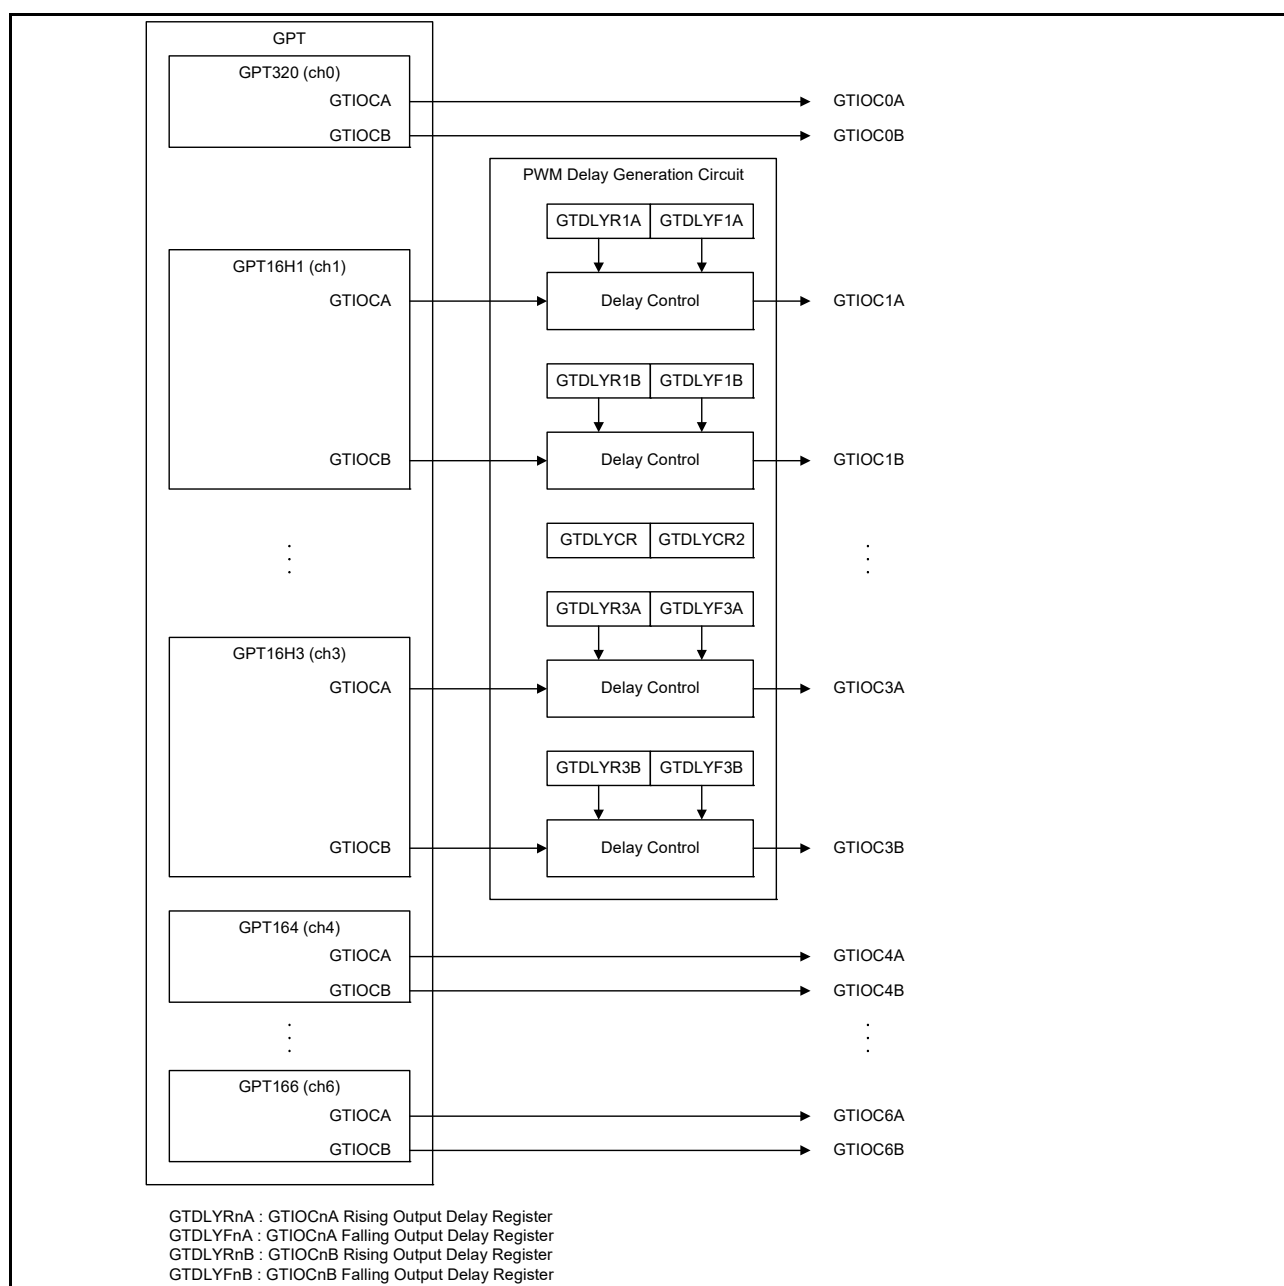 GPT
GPT320 (ch0)
GTIOCA
GTIOC0A
GTIOCB
GTIOC0B
PWM Delay Generation Circuit
GTDLYR1A GTDLYF1A
GPT16H1 (ch1)
GTIOCA
Delay Control
GTIOC1A
GTDLYR1B GTDLYF1B
GTIOCB
Delay Control
GTIOC1B
GTDLYCR GTDLYCR2
GTDLYR3A GTDLYF3A
GPT16H3 (ch3)
GTIOCA
Delay Control
GTIOC3A
GTDLYR3B GTDLYF3B
GTIOCB
Delay Control
GTIOC3B
GPT164 (ch4)
GTIOCA
GTIOC4A
GTIOCB
GTIOC4B
GPT166 (ch6)
GTIOCA
GTIOC6A
GTIOCB
GTIOC6B
GTDLYRnA : GTIOCnA Rising Output Delay Register
GTDLYFnA : GTIOCnA Falling Output Delay Register
GTDLYRnB : GTIOCnB Rising Output Delay Register
GTDLYFnB : GTIOCnB Falling Output Delay Register